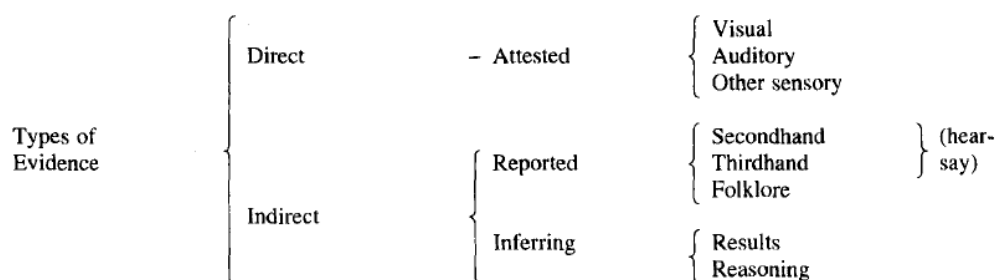 Visual
Direct – Attested Auditory
Other sensory
Types of Secondhand (hear-
Evidence Reported Thirdhand say)
Folklore
Indirect
Inferring Results
Reasoning